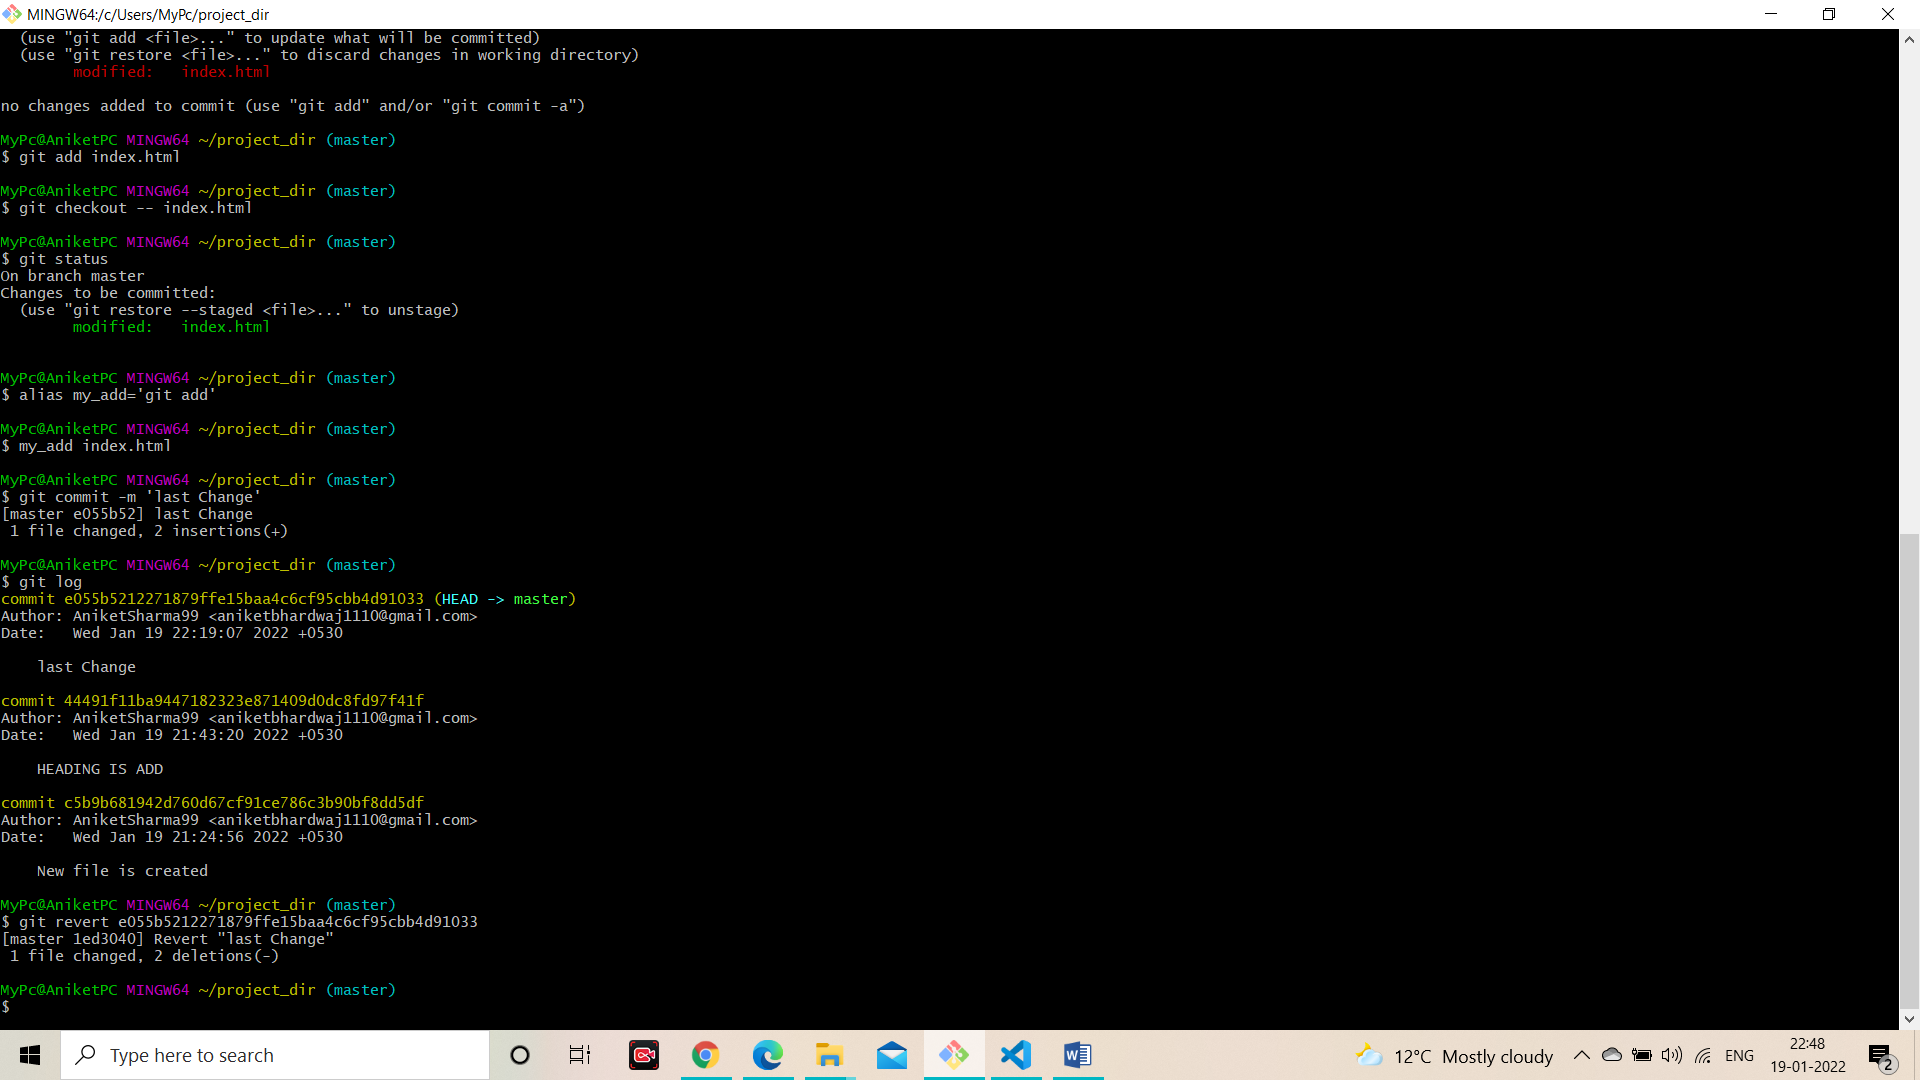 MINGW64:/c/Users/MyPc/project_dir
  (use "git add <file>..." to update what will be committed)
  (use "git restore <file>..." to discard changes in working directory)
        modified:   index.html
no changes added to commit (use "git add" and/or "git commit -a")
MyPc@AniketPC MINGW64 ~/project_dir (master)
$ git add index.html
MyPc@AniketPC MINGW64 ~/project_dir (master)
$ git checkout -- index.html
MyPc@AniketPC MINGW64 ~/project_dir (master)
$ git status
On branch master
Changes to be committed:
  (use "git restore --staged <file>..." to unstage)
        modified:   index.html
MyPc@AniketPC MINGW64 ~/project_dir (master)
$ alias my_add='git add'
MyPc@AniketPC MINGW64 ~/project_dir (master)
$ my_add index.html
MyPc@AniketPC MINGW64 ~/project_dir (master)
$ git commit -m 'last Change'
[master e055b52] last Change
 1 file changed, 2 insertions(+)
MyPc@AniketPC MINGW64 ~/project_dir (master)
$ git log
commit e055b5212271879ffe15baa4c6cf95cbb4d91033 (HEAD -> master)
Author: AniketSharma99 <aniketbhardwaj1110@gmail.com>
Date:   Wed Jan 19 22:19:07 2022 +0530
    last Change
commit 44491f11ba9447182323e871409d0dc8fd97f41f
Author: AniketSharma99 <aniketbhardwaj1110@gmail.com>
Date:   Wed Jan 19 21:43:20 2022 +0530
    HEADING IS ADD
commit c5b9b681942d760d67cf91ce786c3b90bf8dd5df
Author: AniketSharma99 <aniketbhardwaj1110@gmail.com>
Date:   Wed Jan 19 21:24:56 2022 +0530
    New file is created
MyPc@AniketPC MINGW64 ~/project_dir (master)
$ git revert e055b5212271879ffe15baa4c6cf95cbb4d91033
[master 1ed3040] Revert "last Change"
 1 file changed, 2 deletions(-)
MyPc@AniketPC MINGW64 ~/project_dir (master)
$
Type here to search
12°C Mostly cloudy
ENG
22:48
19-01-2022
2